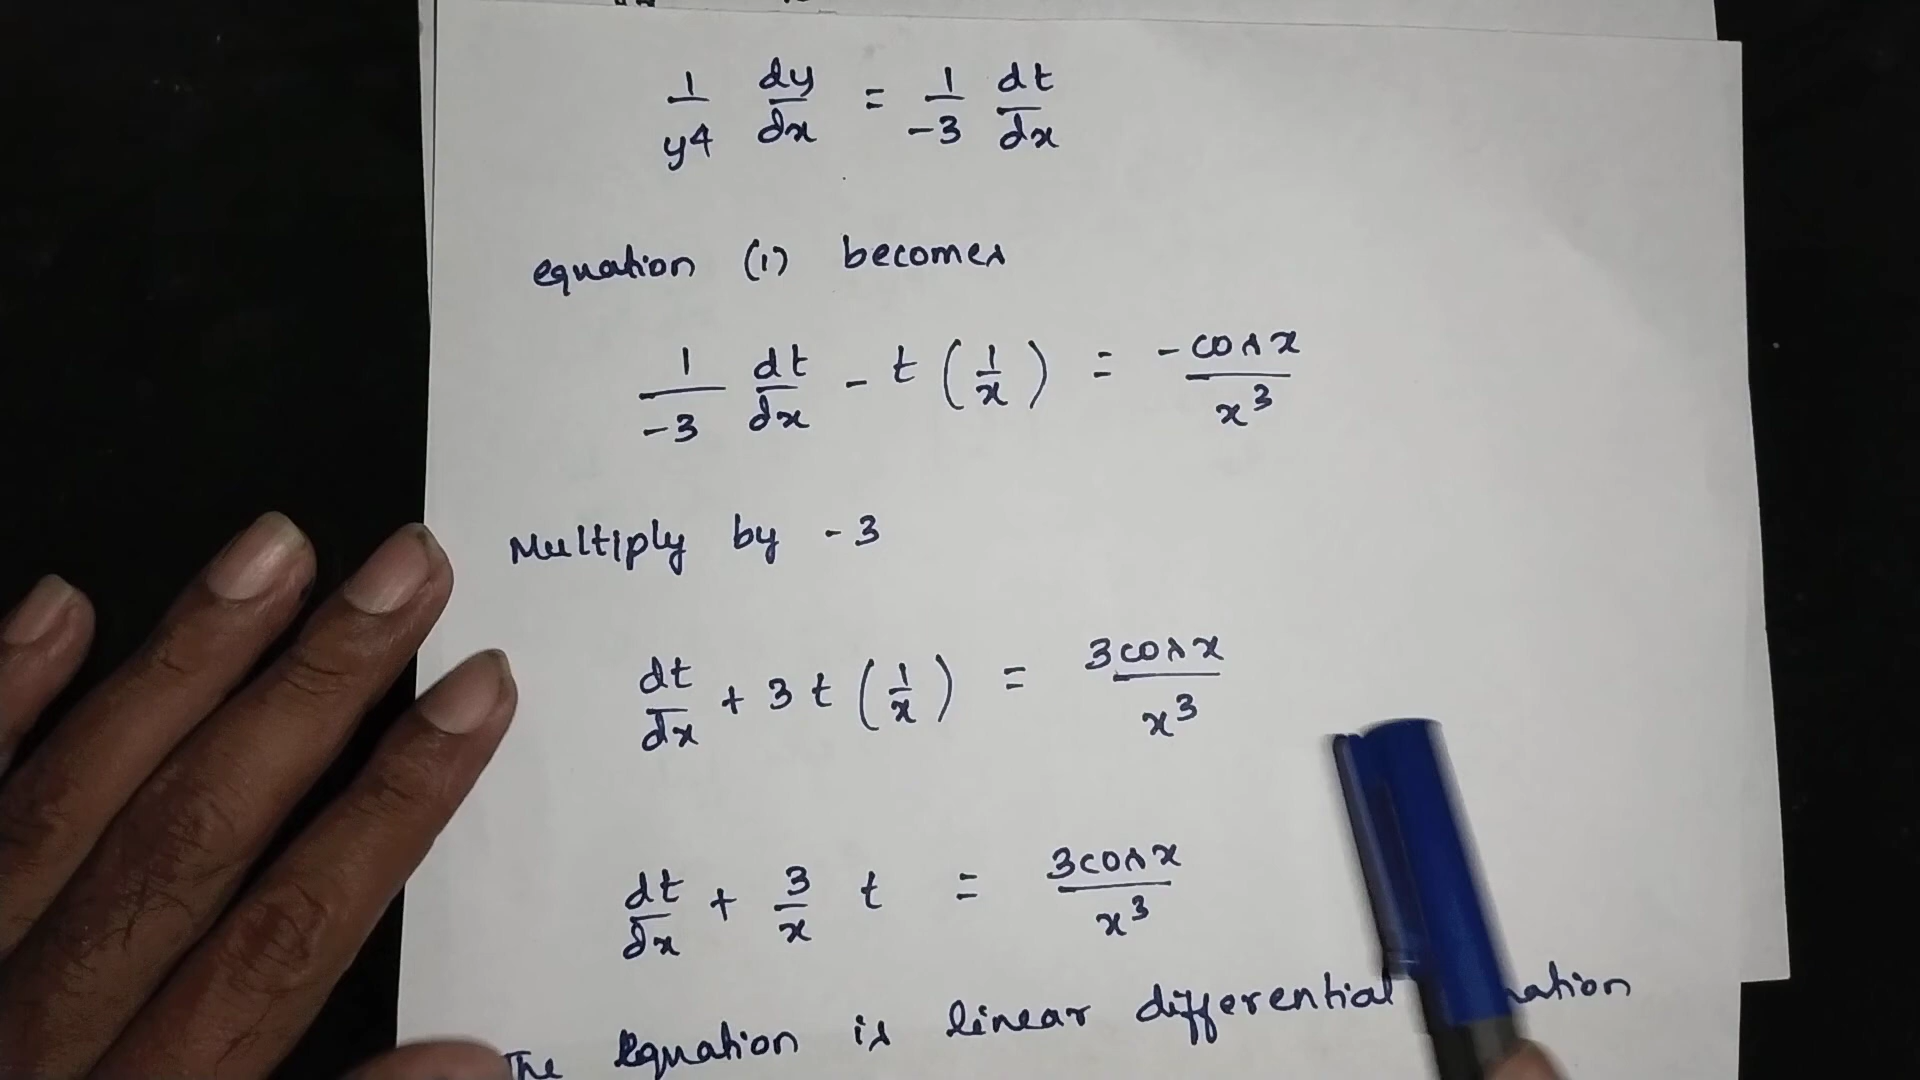 1/y4 dy/dx = 1/-3 dt/dx
equation (1) becomes
1/-3 dt/dx - t (1/x) = -cosx/x³
Multiply by -3
dt/dx + 3t (1/x) = 3cosx/x³
dt/dx + 3/x t = 3cosx/x³
The equation is linear differential